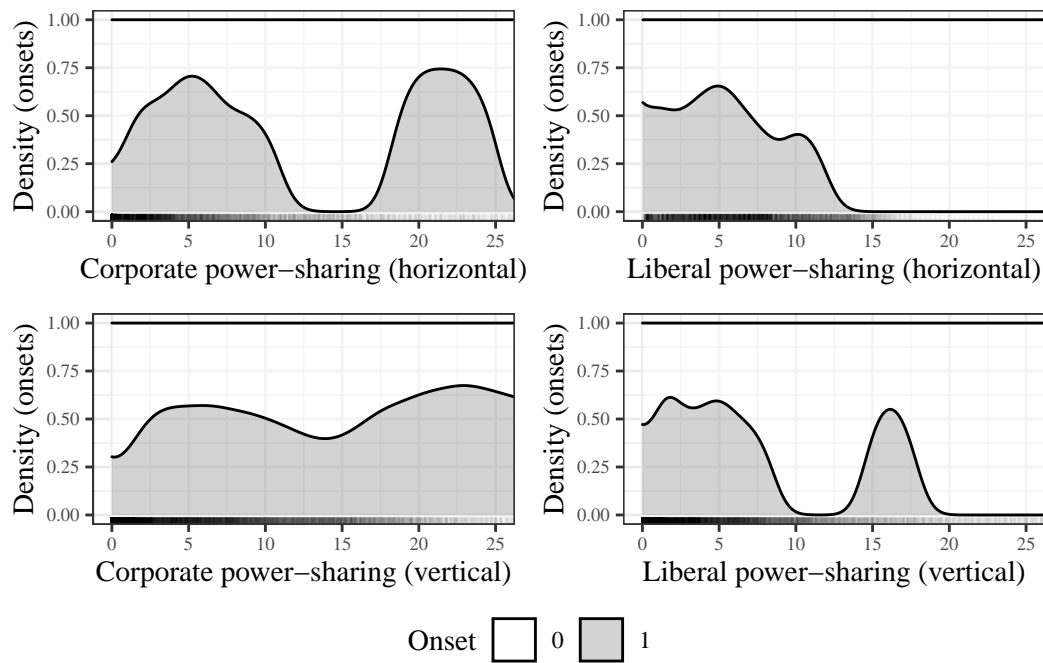 1.00
0.75
0.50
0.25
0.00
Density (onsets)
0 5 10 15 20 25
Corporate power−sharing (horizontal)
1.00
0.75
0.50
0.25
0.00
Density (onsets)
0 5 10 15 20 25
Liberal power−sharing (horizontal)
1.00
0.75
0.50
0.25
0.00
Density (onsets)
0 5 10 15 20 25
Corporate power−sharing (vertical)
1.00
0.75
0.50
0.25
0.00
Density (onsets)
0 5 10 15 20 25
Liberal power−sharing (vertical)
Onset 0 1